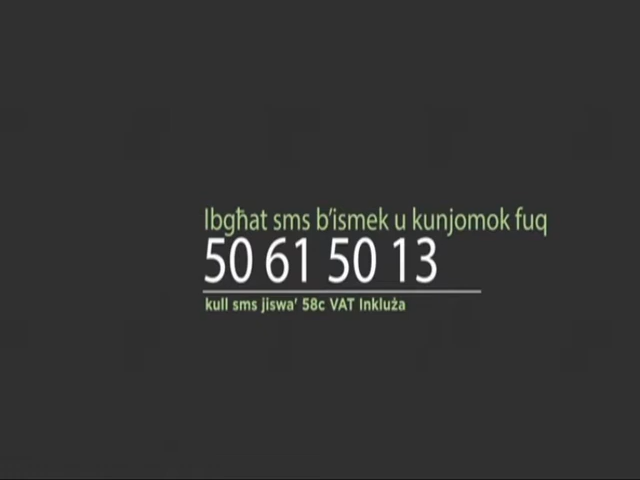 Ibgħat sms b'ismek u kunjomok fuq
50 61 50 13
kull sms jiswa' 58c VAT Inkluża